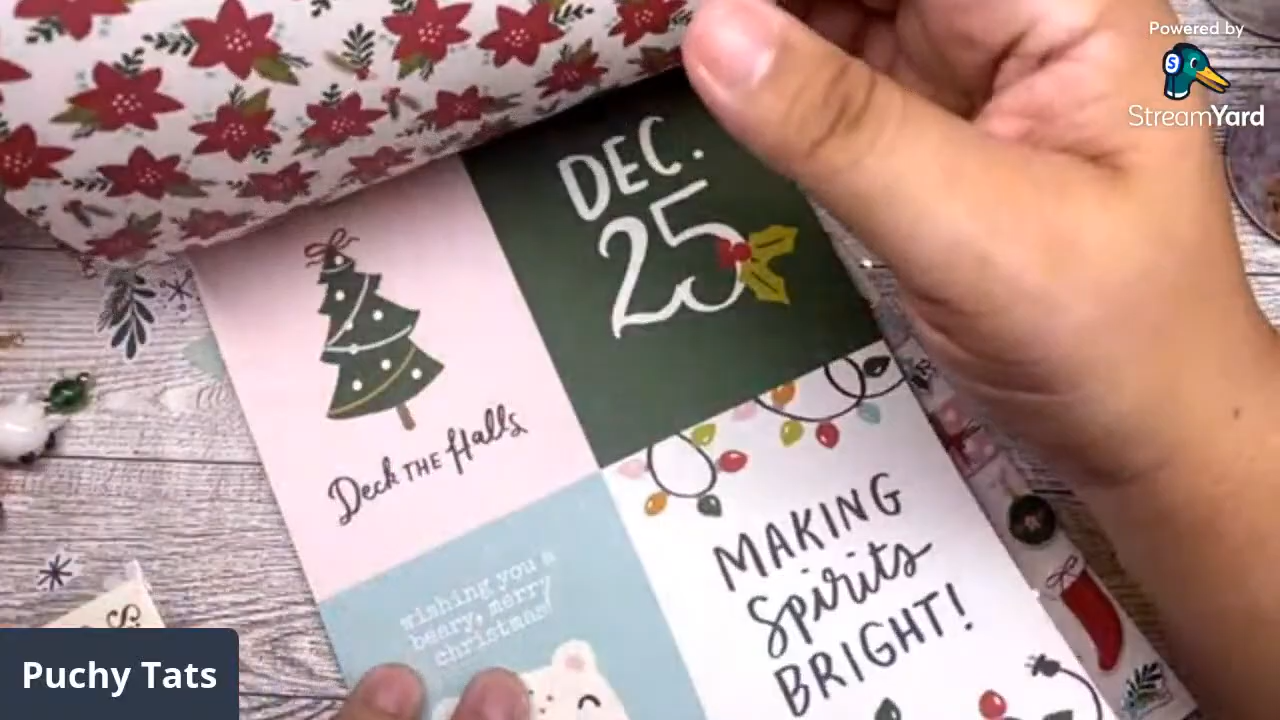 Powered by
StreamYard
DEC.
25
Deck THE Halls
MAKING
Spirits
BRIGHT!
wishing you a
beary, merry
christmas!
Puchy Tats